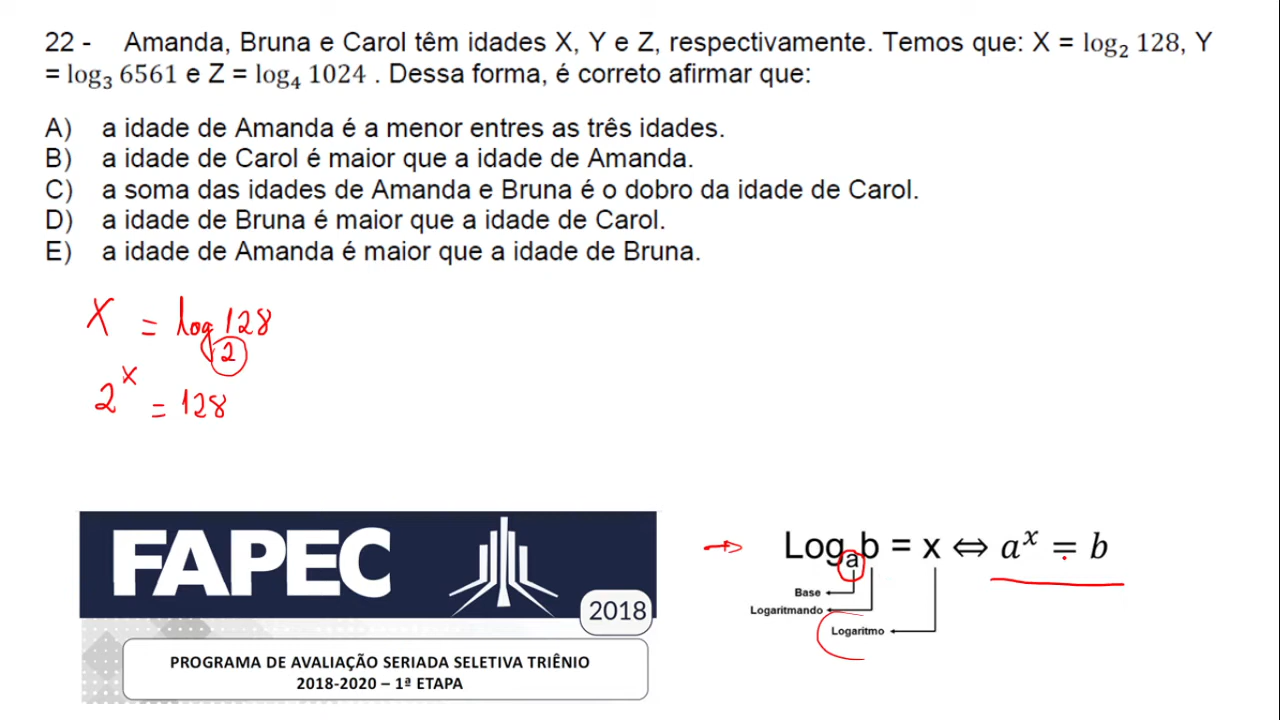 22 - Amanda, Bruna e Carol têm idades X, Y e Z, respectivamente. Temos que: X = log₂ 128, Y
= log₃ 6561 e Z = log₄ 1024 . Dessa forma, é correto afirmar que:
A) a idade de Amanda é a menor entres as três idades.
B) a idade de Carol é maior que a idade de Amanda.
C) a soma das idades de Amanda e Bruna é o dobro da idade de Carol.
D) a idade de Bruna é maior que a idade de Carol.
E) a idade de Amanda é maior que a idade de Bruna.
X = log₂ 128
2ˣ = 128
FAPEC
2018
PROGRAMA DE AVALIAÇÃO SERIADA SELETIVA TRIÊNIO
2018-2020 – 1ª ETAPA
Logₐb = x ⇔ aˣ = b
Base
Logaritmando
Logaritmo